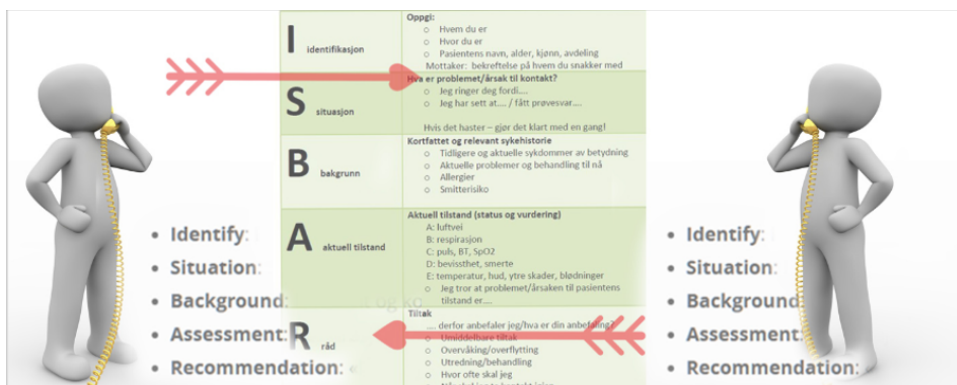 Oppgi:
I identifikasjon
○ Hvem du er
○ Hvor du er
○ Pasientens navn, alder, kjønn, avdeling
Mottaker: bekreftelse på hvem du snakker med
Hva er problemet/årsak til kontakt?
S situasjon
○ Jeg ringer deg fordi....
○ Jeg har sett at.... / fått prøvesvar....
Hvis det haster – gjør det klart med en gang!
B bakgrunn
Kortfattet og relevant sykehistorie
○ Tidligere og aktuelle sykdommer av betydning
○ Aktuelle problemer og behandling til nå
○ Allergier
○ Smitterisiko
A aktuell tilstand
Aktuell tilstand (status og vurdering)
A: luftvei
B: respirasjon
C: puls, BT, SpO2
D: bevissthet, smerte
E: temperatur, hud, ytre skader, blødninger
○ Jeg tror at problemet/årsaken til pasientens
tilstand er....
R råd
Tiltak
.... derfor anbefaler jeg/hva er din anbefaling?
○ Umiddelbare tiltak
○ Overvåking/overflytting
○ Utredning/behandling
○ Hvor ofte skal jeg
• Identify:
• Situation:
• Background:
• Assessment:
• Recommendation:
• Identify:
• Situation:
• Background
• Assessment:
• Recommendation: